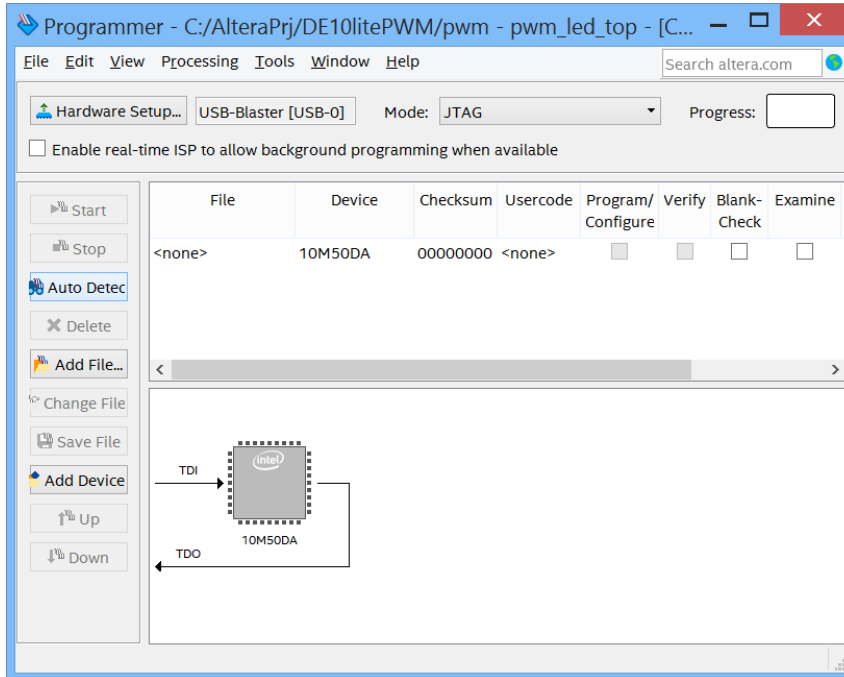 Programmer - C:/AlteraPrj/DE10litePWM/pwm - pwm_led_top - [C...
File Edit View Processing Tools Window Help
Search altera.com
Hardware Setup... USB-Blaster [USB-0] Mode: JTAG Progress:
Enable real-time ISP to allow background programming when available
Start
Stop
Auto Detec
Delete
Add File...
Change File
Save File
Add Device
Up
Down
File Device Checksum Usercode Program/ Verify Blank- Examine
Configure Check
<none> 10M50DA 00000000 <none>
TDI
intel
10M50DA
TDO